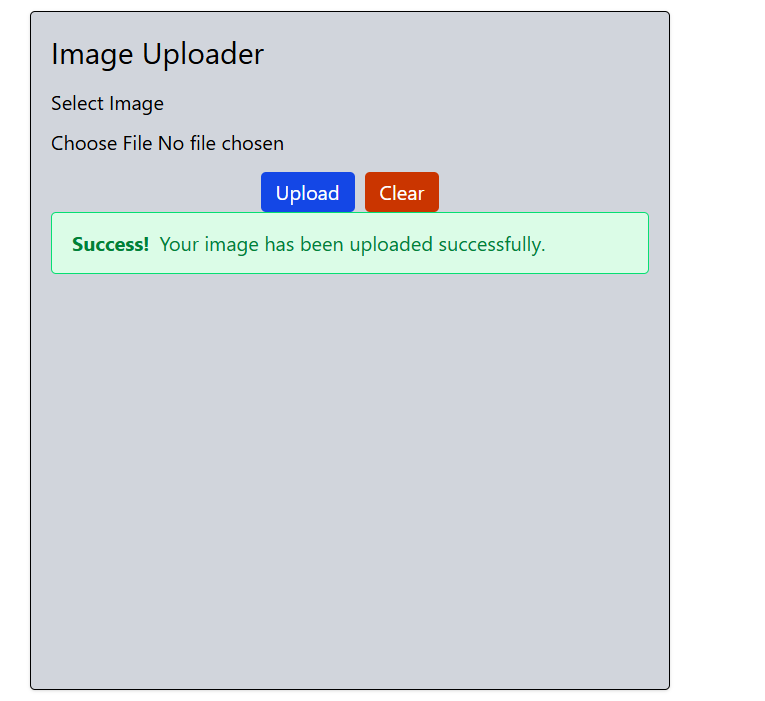 Image Uploader
Select Image
Choose File No file chosen
Upload Clear
Success! Your image has been uploaded successfully.